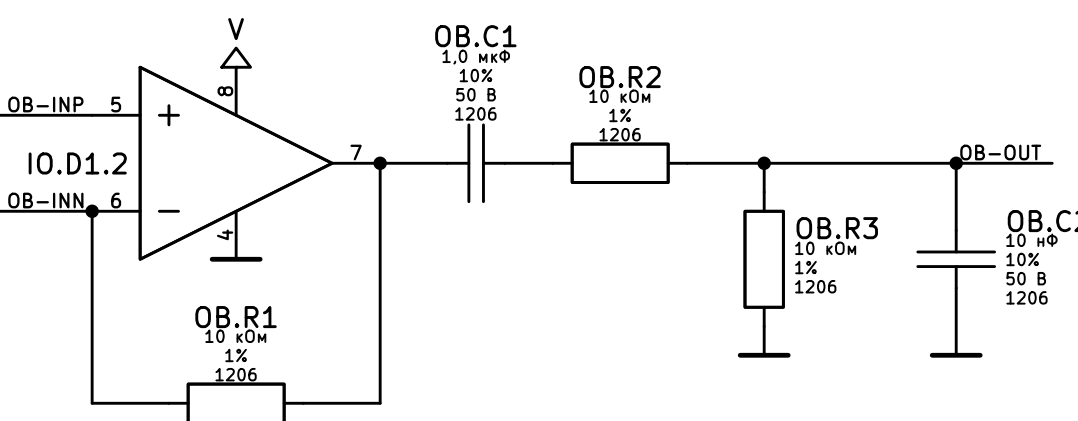 V
8
OB-INP 5
+
IO.D1.2
OB-INN 6
−
4
7
OB.C1
1,0 мкФ
10%
50 В
1206
OB.R2
10 кОм
1%
1206
OB-OUT
OB.R3
10 кОм
1%
1206
OB.C2
10 нФ
10%
50 В
1206
OB.R1
10 кОм
1%
1206